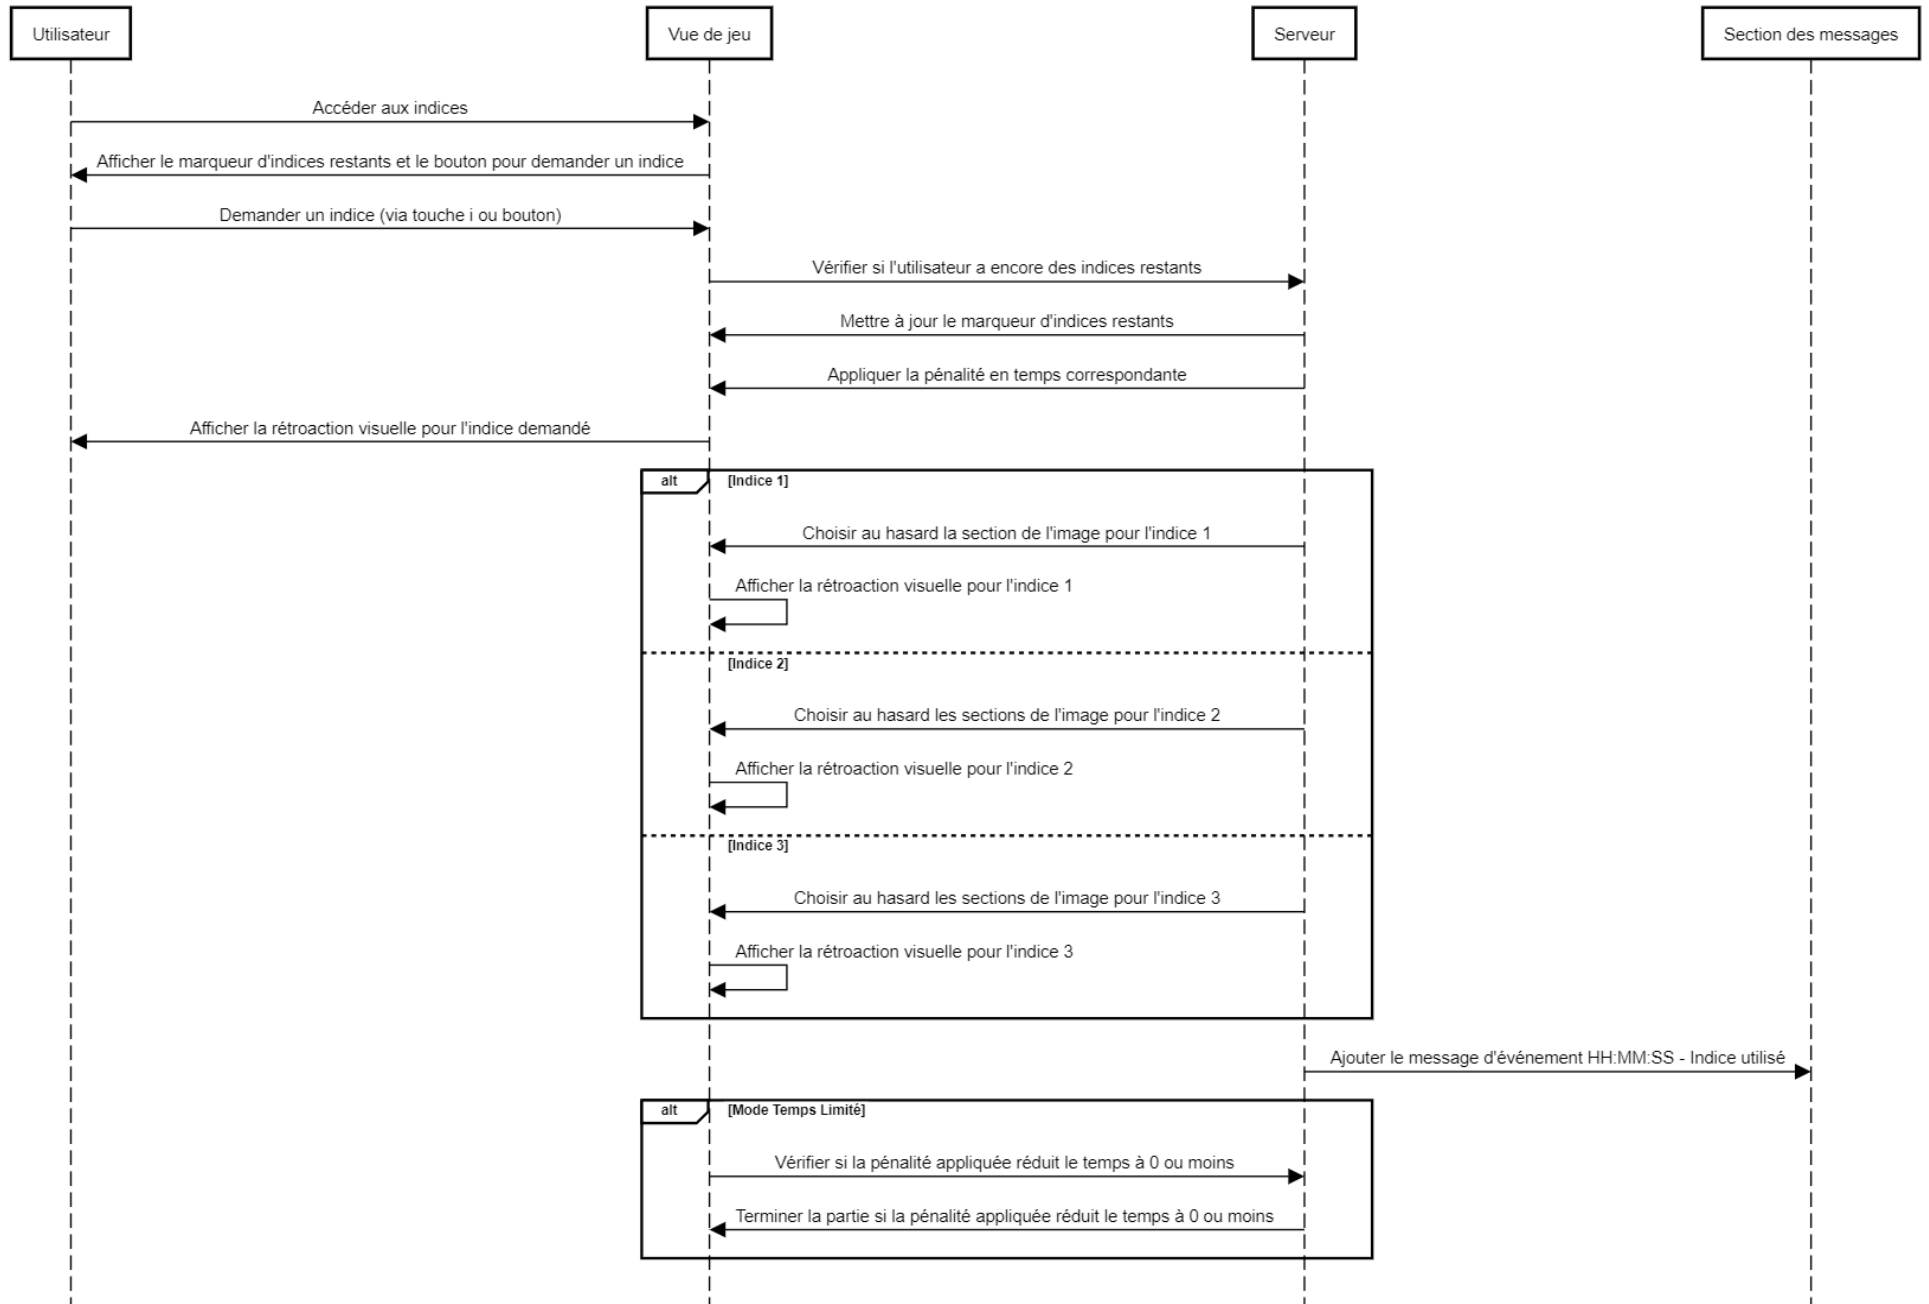 Utilisateur
Vue de jeu
Serveur
Section des messages
Accéder aux indices
Afficher le marqueur d'indices restants et le bouton pour demander un indice
Demander un indice (via touche i ou bouton)
Vérifier si l'utilisateur a encore des indices restants
Mettre à jour le marqueur d'indices restants
Appliquer la pénalité en temps correspondante
Afficher la rétroaction visuelle pour l'indice demandé
alt [Indice 1]
Choisir au hasard la section de l'image pour l'indice 1
Afficher la rétroaction visuelle pour l'indice 1
[Indice 2]
Choisir au hasard les sections de l'image pour l'indice 2
Afficher la rétroaction visuelle pour l'indice 2
[Indice 3]
Choisir au hasard les sections de l'image pour l'indice 3
Afficher la rétroaction visuelle pour l'indice 3
Ajouter le message d'événement HH:MM:SS - Indice utilisé
alt [Mode Temps Limité]
Vérifier si la pénalité appliquée réduit le temps à 0 ou moins
Terminer la partie si la pénalité appliquée réduit le temps à 0 ou moins